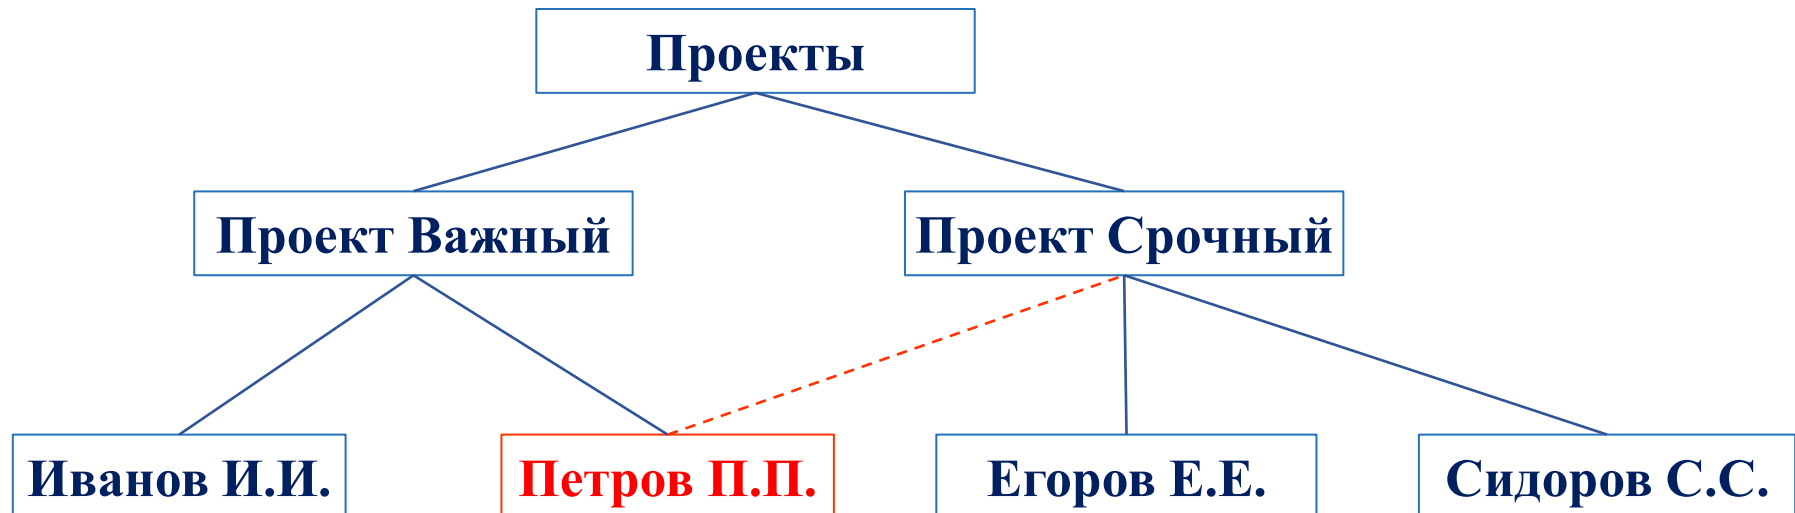 Проекты
Проект Важный
Проект Срочный
Иванов И.И.
Петров П.П.
Егоров Е.Е.
Сидоров С.С.